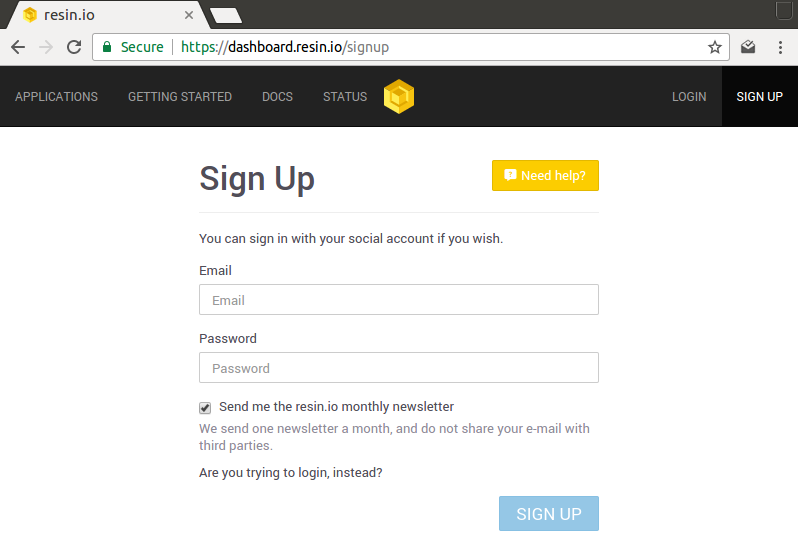 resin.io
Secure https://dashboard.resin.io/signup
APPLICATIONS GETTING STARTED DOCS STATUS LOGIN SIGN UP
Sign Up
Need help?
You can sign in with your social account if you wish.
Email
Email
Password
Password
Send me the resin.io monthly newsletter
We send one newsletter a month, and do not share your e-mail with
third parties.
Are you trying to login, instead?
SIGN UP